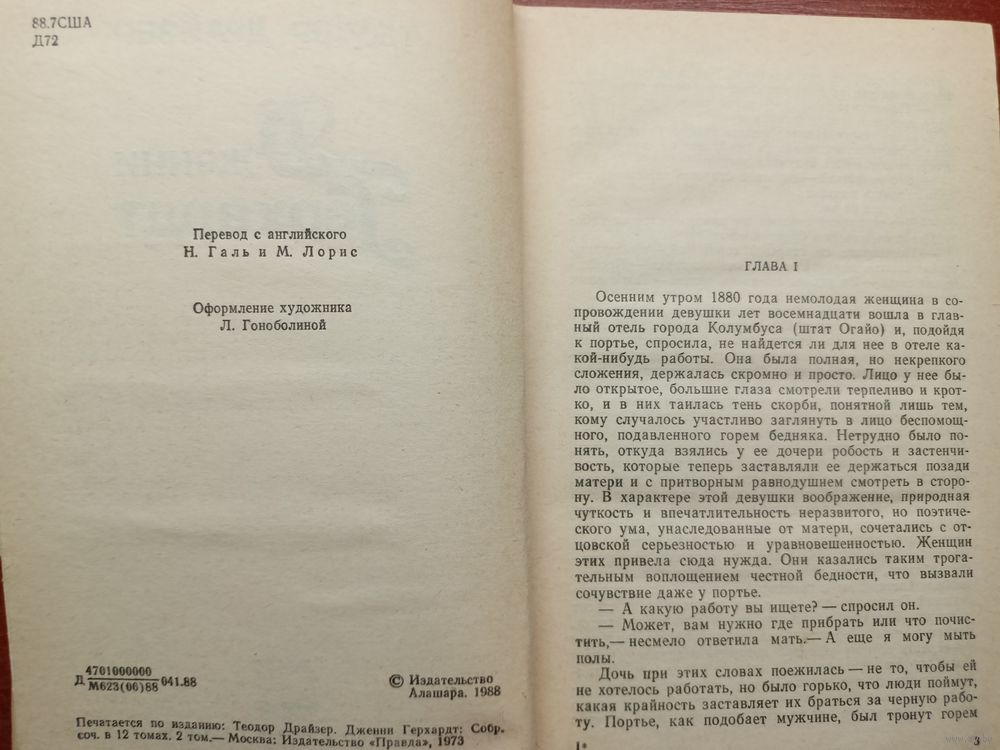 88.7США
Д72
Перевод с английского
Н. Галь и М. Лорис
Оформление художника
Л. Гоноболиной
4701000000
Д М623(06)88 041.88
© Издательство
Алашара. 1988
Печатается по изданию: Теодор Драйзер. Дженни Герхардт: Собр.
соч. в 12 томах. 2 том.— Москва: Издательство «Правда», 1973
ГЛАВА I
Осенним утром 1880 года немолодая женщина в со-
провождении девушки лет восемнадцати вошла в глав-
ный отель города Колумбуса (штат Огайо) и, подойдя
к портье, спросила, не найдется ли для нее в отеле ка-
кой-нибудь работы. Она была полная, но некрепкого
сложения, держалась скромно и просто. Лицо у нее бы-
ло открытое, большие глаза смотрели терпеливо и крот-
ко, и в них таилась тень скорби, понятной лишь тем,
кому случалось участливо заглянуть в лицо беспомощ-
ного, подавленного горем бедняка. Нетрудно было по-
нять, откуда взялись у ее дочери робость и застенчи-
вость, которые теперь заставляли ее держаться позади
матери и с притворным равнодушием смотреть в сторо-
ну. В характере этой девушки воображение, природная
чуткость и впечатлительность неразвитого, но поэтиче-
ского ума, унаследованные от матери, сочетались с от-
цовской серьезностью и уравновешенностью. Женщин
этих привела сюда нужда. Они казались таким трога-
тельным воплощением честной бедности, что вызвали
сочувствие даже у портье.
— А какую работу вы ищете? — спросил он.
— Может, вам нужно где прибрать или что почис-
тить,— несмело ответила мать.— А еще я могу мыть
полы.
Дочь при этих словах поежилась — не то, чтобы ей
не хотелось работать, но было горько, что люди поймут,
какая крайность заставляет их браться за черную рабо-
ту. Портье, как подобает мужчине, был тронут горем
1*
3